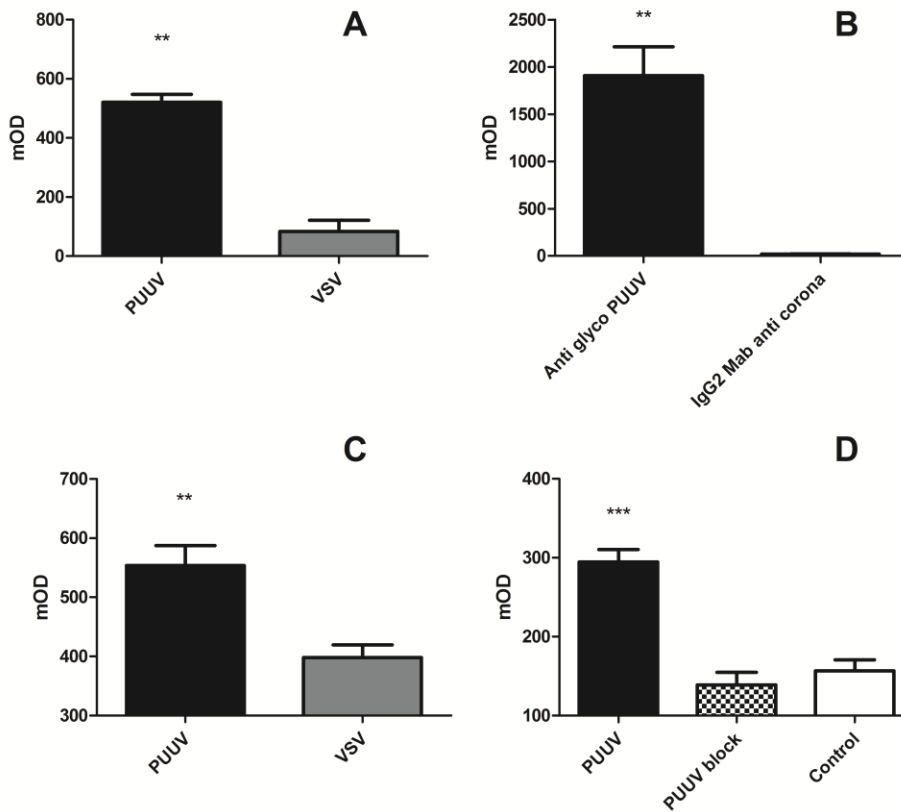 A
**
mOD
800
600
400
200
0
PUUV
VSV
B
**
mOD
2500
2000
1500
1000
500
0
Anti glyco PUUV
IgG2 Mab anti corona
C
**
mOD
700
600
500
400
300
PUUV
VSV
D
***
mOD
400
300
200
100
PUUV
PUUV block
Control